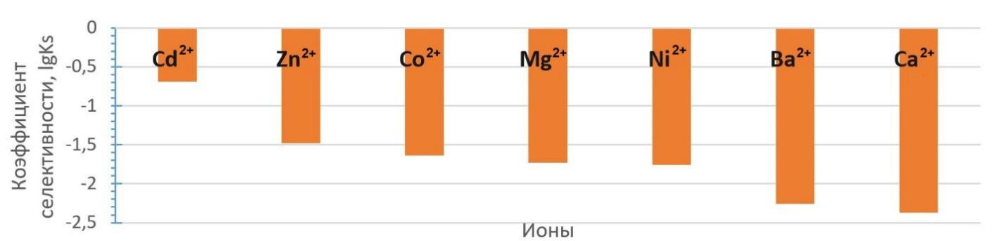 Коэффициент
селективности, lgKs
0
-0,5
-1
-1,5
-2
-2,5
Cd²⁺
Zn²⁺
Co²⁺
Mg²⁺
Ni²⁺
Ba²⁺
Ca²⁺
Ионы